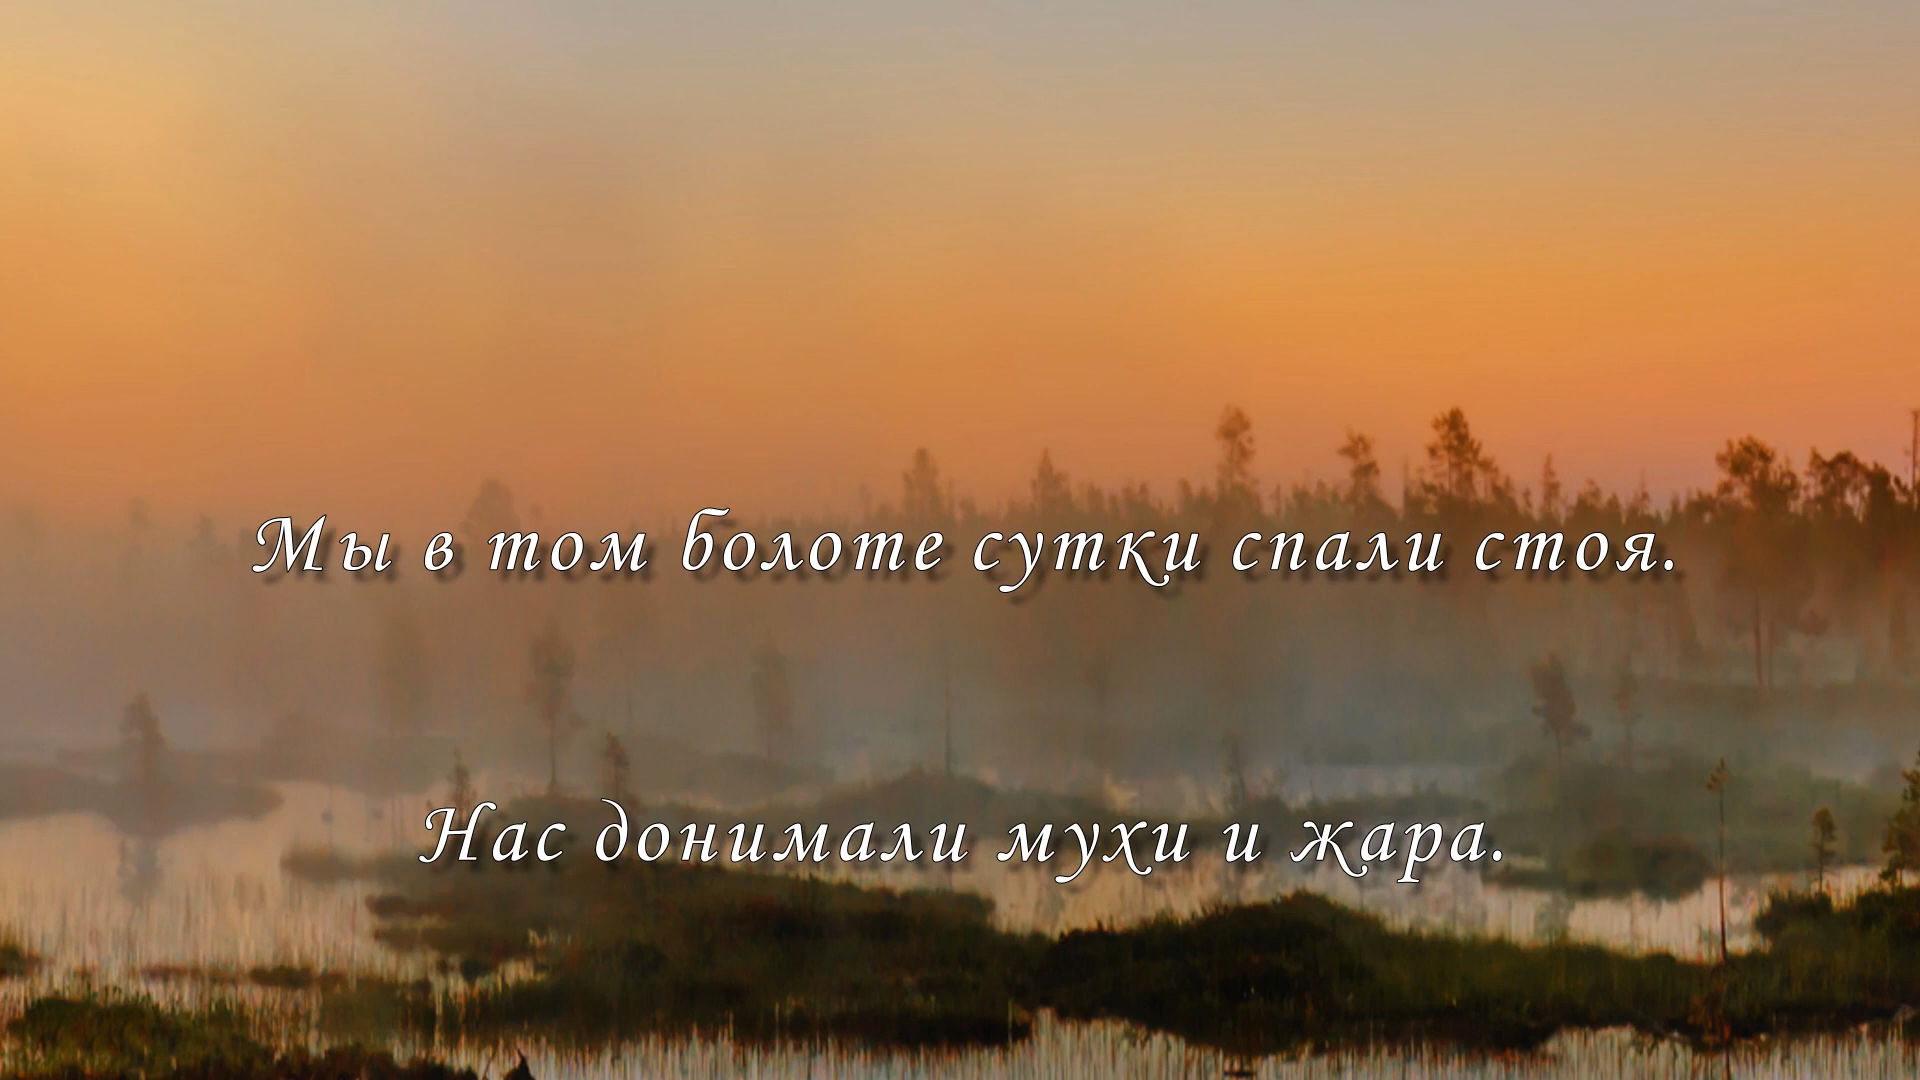 Мы в том болоте сутки спали стоя.
Нас донимали мухи и жара.